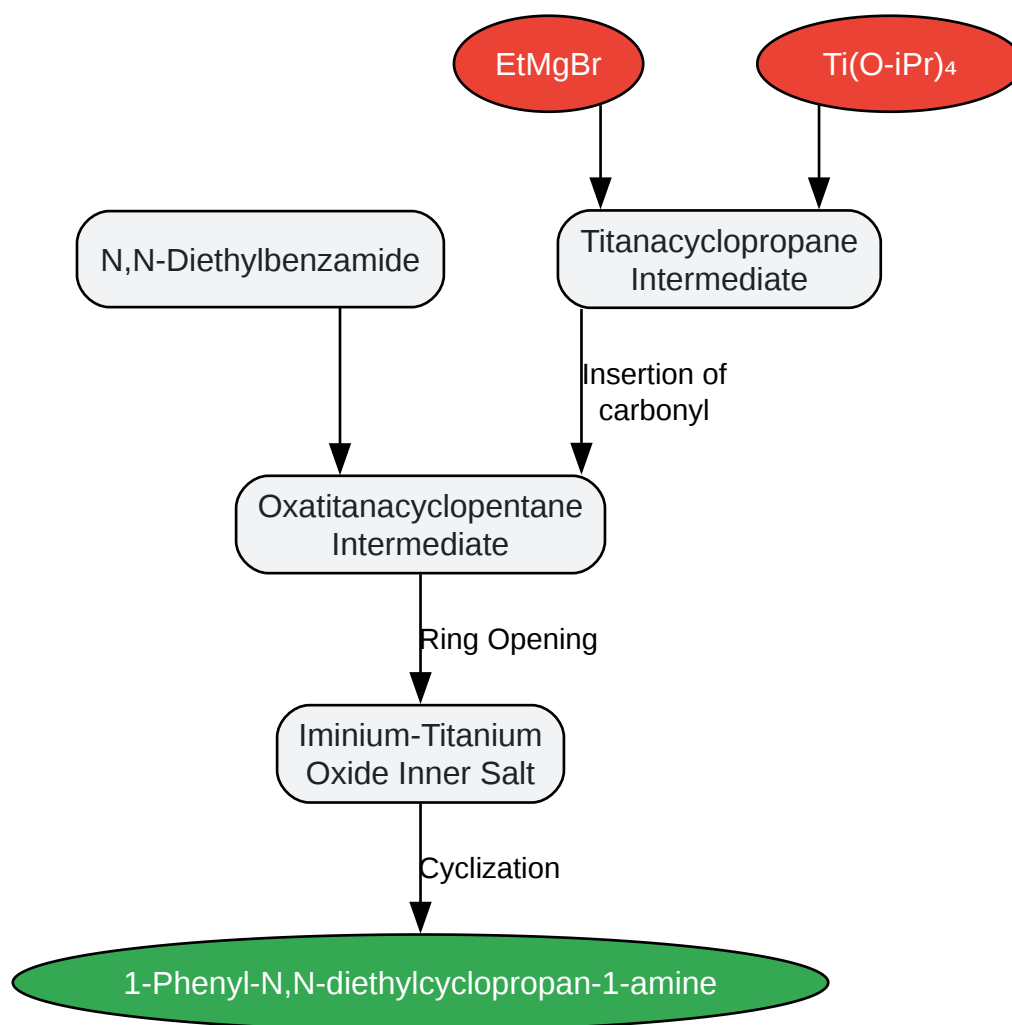 EtMgBr
Ti(O-iPr)₄
N,N-Diethylbenzamide
Titanacyclopropane
Intermediate
Insertion of
carbonyl
Oxatitanacyclopentane
Intermediate
Ring Opening
Iminium-Titanium
Oxide Inner Salt
Cyclization
1-Phenyl-N,N-diethylcyclopropan-1-amine